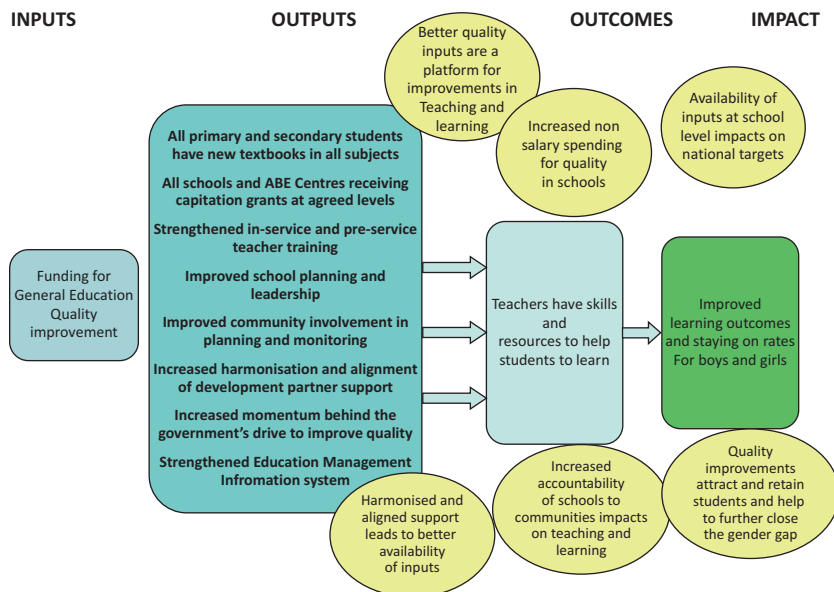 INPUTS
OUTPUTS
OUTCOMES
IMPACT
Better quality
inputs are a
platform for
improvements in
Teaching and
learning
Increased non
salary spending
for quality
in schools
Availability of
inputs at school
level impacts on
national targets
Funding for
General Education
Quality
improvement
All primary and secondary students
have new textbooks in all subjects
All schools and ABE Centres receiving
capitation grants at agreed levels
Strengthened in-service and pre-service
teacher training
Improved school planning and
leadership
Improved community involvement in
planning and monitoring
Increased harmonisation and alignment
of development partner support
Increased momentum behind the
government's drive to improve quality
Strengthened Education Management
Infromation system
Teachers have skills
and
resources to help
students to learn
Improved
learning outcomes
and staying on rates
For boys and girls
Harmonised and
aligned support
leads to better
availability
of inputs
Increased
accountability
of schools to
communities impacts
on teaching and
learning
Quality
improvements
attract and retain
students and help
to further close
the gender gap